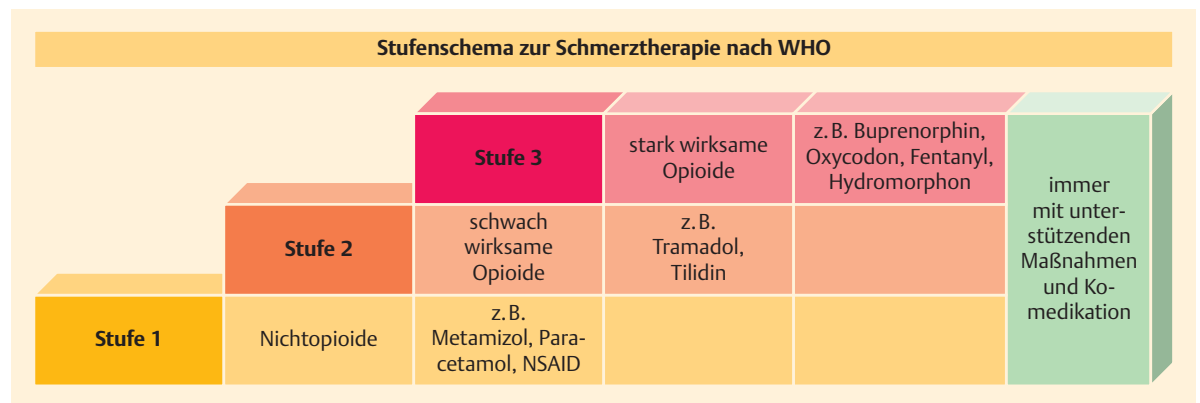 Stufenschema zur Schmerztherapie nach WHO
Stufe 3
stark wirksame
Opioide
z. B. Buprenorphin,
Oxycodon, Fentanyl,
Hydromorphon
Stufe 2
schwach
wirksame
Opioide
z. B.
Tramadol,
Tilidin
Stufe 1
Nichtopioide
z. B.
Metamizol, Para-
cetamol, NSAID
immer
mit unter-
stützenden
Maßnahmen
und Ko-
medikation